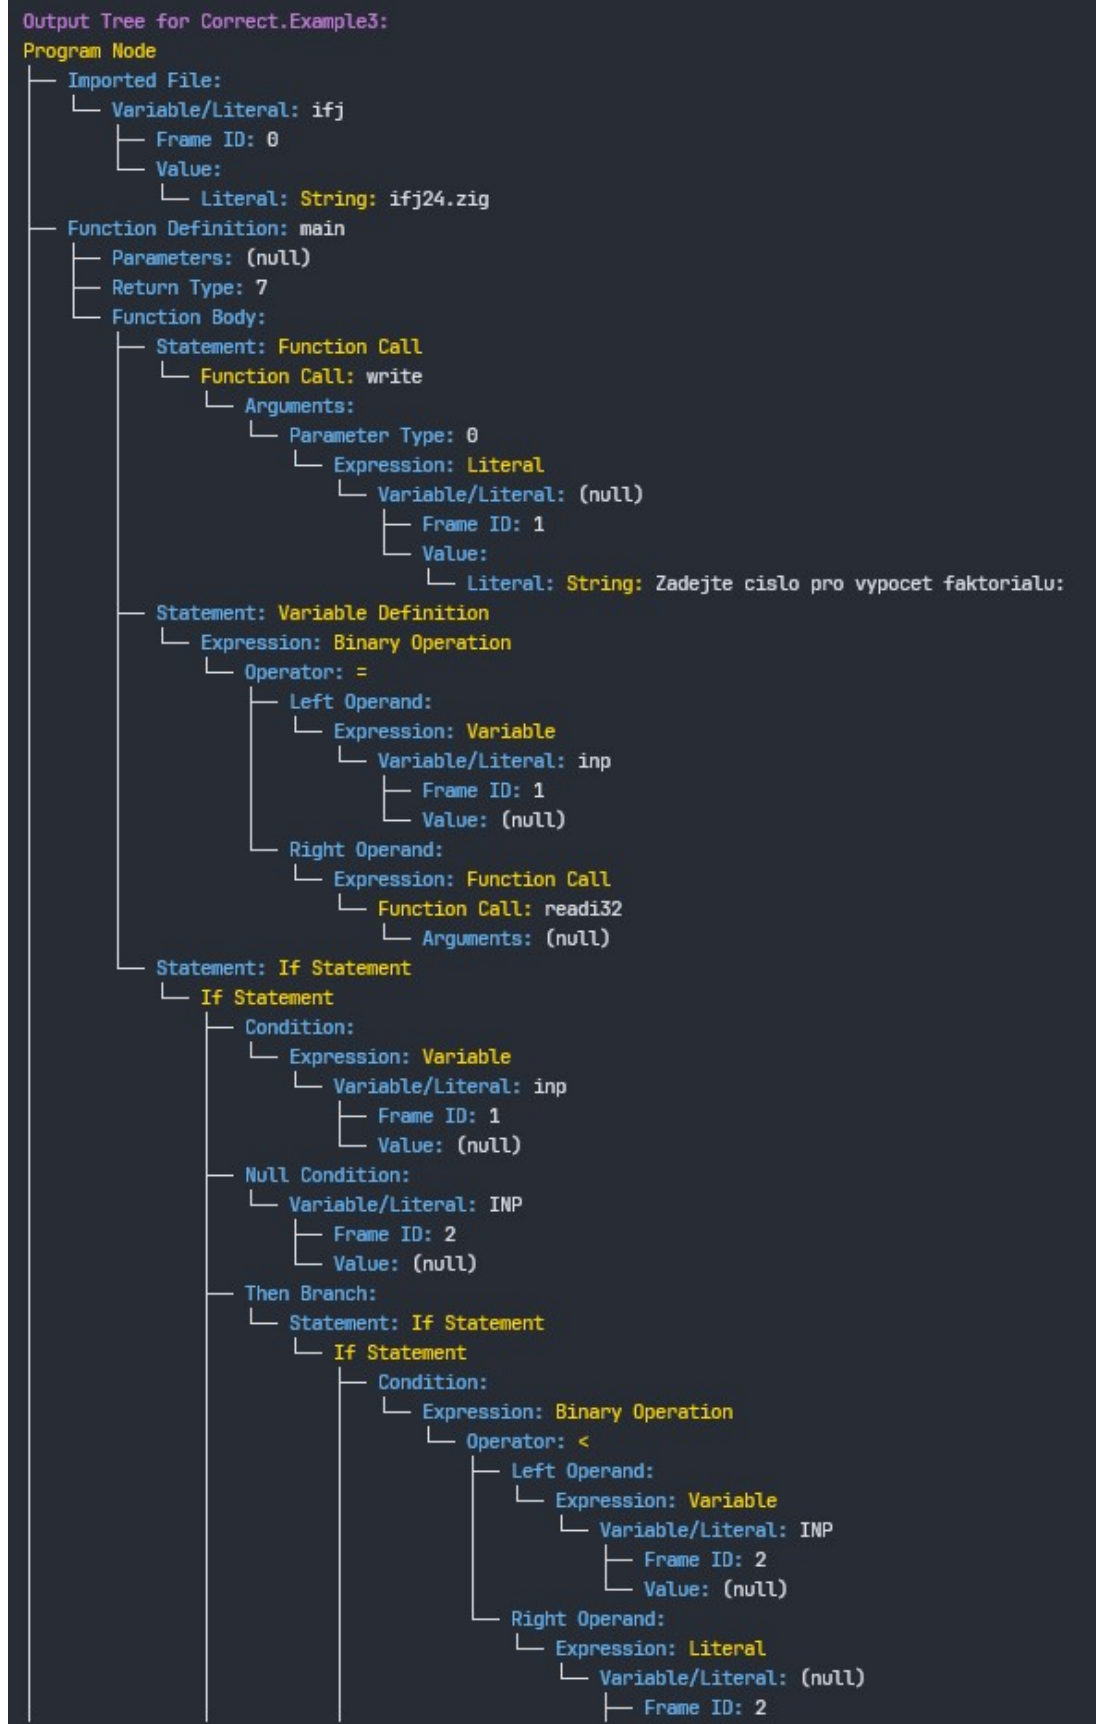 Output Tree for Correct.Example3:
Program Node
├── Imported File:
│   └── Variable/Literal: ifj
│       ├── Frame ID: 0
│       └── Value:
│           └── Literal: String: ifj24.zig
├── Function Definition: main
│   ├── Parameters: (null)
│   ├── Return Type: 7
│   └── Function Body:
│       ├── Statement: Function Call
│       │   └── Function Call: write
│       │       └── Arguments:
│       │           └── Parameter Type: 0
│       │               └── Expression: Literal
│       │                   └── Variable/Literal: (null)
│       │                       ├── Frame ID: 1
│       │                       └── Value:
│       │                           └── Literal: String: Zadejte cislo pro vypocet faktorialu:
│       ├── Statement: Variable Definition
│       │   └── Expression: Binary Operation
│       │       └── Operator: =
│       │           ├── Left Operand:
│       │           │   └── Expression: Variable
│       │           │       └── Variable/Literal: inp
│       │           │           ├── Frame ID: 1
│       │           │           └── Value: (null)
│       │           └── Right Operand:
│       │               └── Expression: Function Call
│       │                   └── Function Call: readi32
│       │                       └── Arguments: (null)
│       └── Statement: If Statement
│           └── If Statement
│               ├── Condition:
│               │   └── Expression: Variable
│               │       └── Variable/Literal: inp
│               │           ├── Frame ID: 1
│               │           └── Value: (null)
│               ├── Null Condition:
│               │   └── Variable/Literal: INP
│               │       ├── Frame ID: 2
│               │       └── Value: (null)
│               ├── Then Branch:
│               │   └── Statement: If Statement
│               │       └── If Statement
│               │           ├── Condition:
│               │           │   └── Expression: Binary Operation
│               │           │       └── Operator: <
│               │           │           ├── Left Operand:
│               │           │           │   └── Expression: Variable
│               │           │           │       └── Variable/Literal: INP
│               │           │           │           ├── Frame ID: 2
│               │           │           │           └── Value: (null)
│               │           │           └── Right Operand:
│               │           │               └── Expression: Literal
│               │           │                   └── Variable/Literal: (null)
│               │           │                       ├── Frame ID: 2